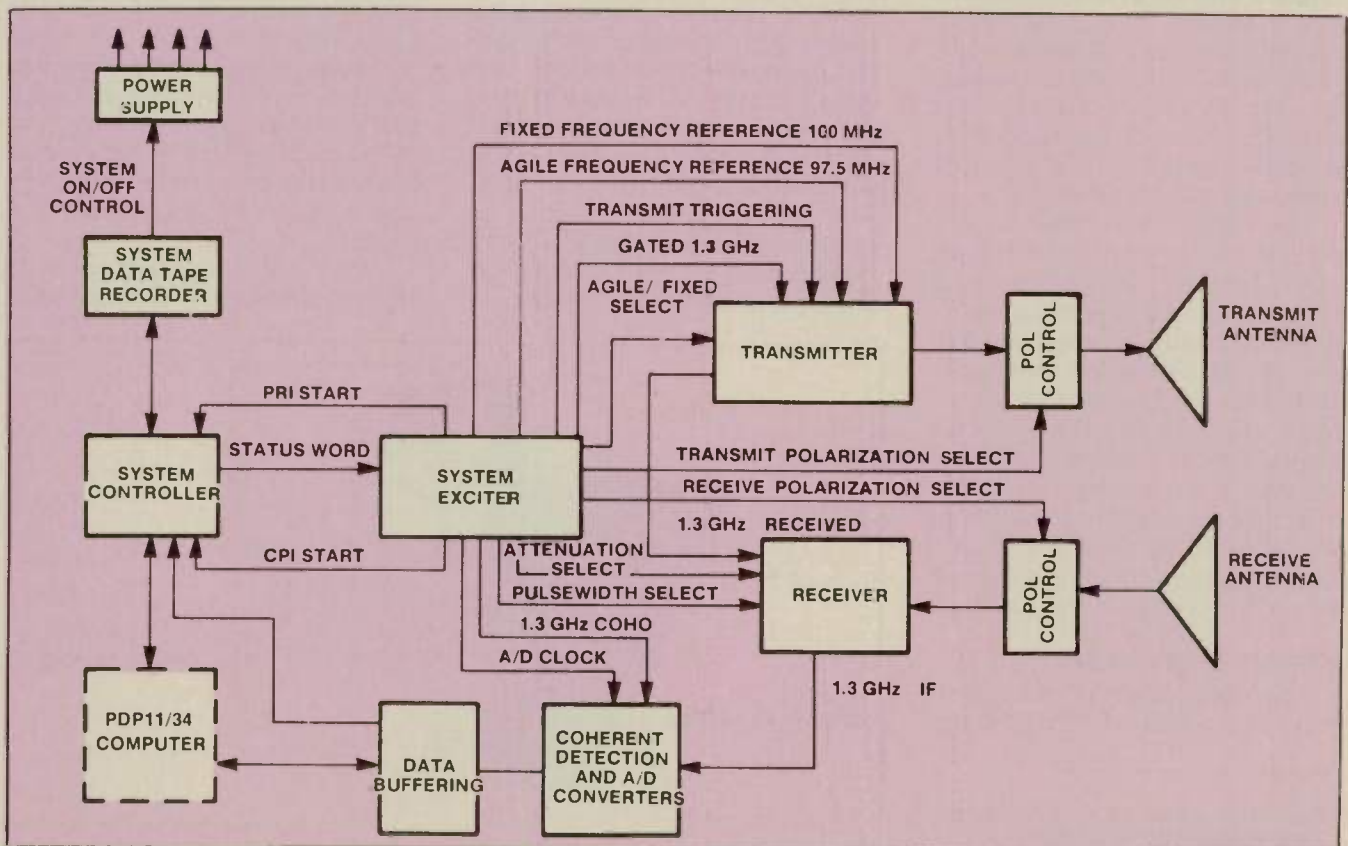 POWER
SUPPLY
SYSTEM
ON/OFF
CONTROL
SYSTEM
DATA TAPE
RECORDER
FIXED FREQUENCY REFERENCE 100 MHz
AGILE FREQUENCY REFERENCE 97.5 MHz
TRANSMIT TRIGGERING
GATED 1.3 GHz
AGILE/ FIXED
SELECT
TRANSMITTER
POL
CONTROL
TRANSMIT
ANTENNA
PRI START
STATUS WORD
SYSTEM
CONTROLLER
SYSTEM
EXCITER
CPI START
TRANSMIT POLARIZATION SELECT
RECEIVE POLARIZATION SELECT
1.3 GHz RECEIVED
ATTENUATION
SELECT
PULSEWIDTH SELECT
1.3 GHz COHO
A/D CLOCK
RECEIVER
POL
CONTROL
RECEIVE
ANTENNA
1.3 GHz IF
PDP11/34
COMPUTER
DATA
BUFFERING
COHERENT
DETECTION
AND A/D
CONVERTERS